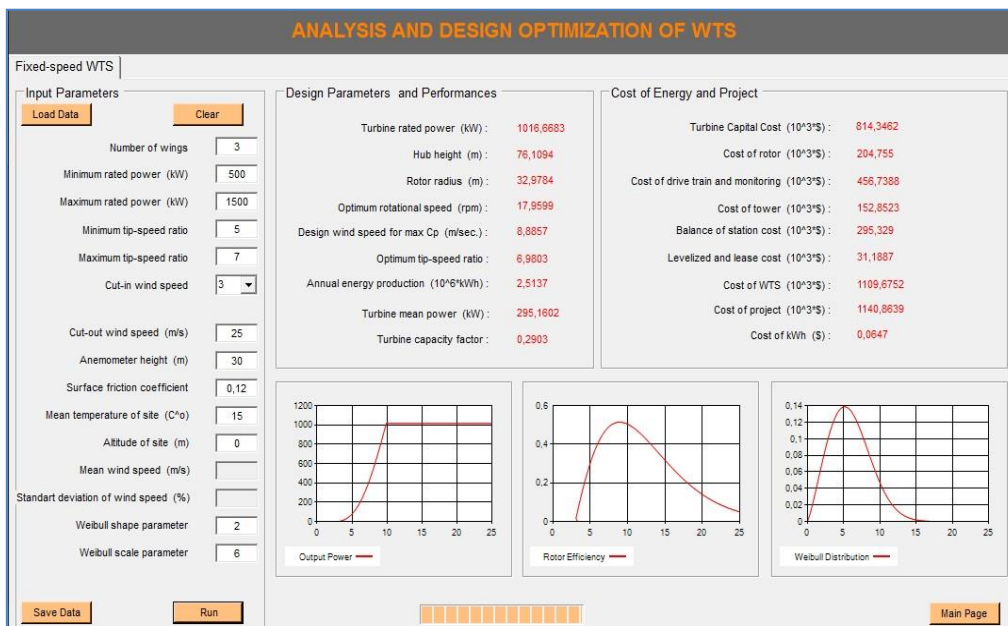 ANALYSIS AND DESIGN OPTIMIZATION OF WTS
Fixed-speed WTS
Input Parameters
Load Data
Clear
Number of wings 3
Minimum rated power (kW) 500
Maximum rated power (kW) 1500
Minimum tip-speed ratio 5
Maximum tip-speed ratio 7
Cut-in wind speed 3
Cut-out wind speed (m/s) 25
Anemometer height (m) 30
Surface friction coefficient 0,12
Mean temperature of site (C^o) 15
Altitude of site (m) 0
Mean wind speed (m/s)
Standart deviation of wind speed (%)
Weibull shape parameter 2
Weibull scale parameter 6
Save Data
Run
Design Parameters and Performances
Turbine rated power (kW) : 1016,6683
Hub height (m) : 76,1094
Rotor radius (m) : 32,9784
Optimum rotational speed (rpm) : 17,9599
Design wind speed for max Cp (m/sec.) : 8,8857
Optimum tip-speed ratio : 6,9803
Annual energy production (10^6*kWh) : 2,5137
Turbine mean power (kW) : 295,1602
Turbine capacity factor : 0,2903
Cost of Energy and Project
Turbine Capital Cost (10^3*$) : 814,3462
Cost of rotor (10^3*$) : 204,755
Cost of drive train and monitoring (10^3*$) : 456,7388
Cost of tower (10^3*$) : 152,8523
Balance of station cost (10^3*$) : 295,329
Levelized and lease cost (10^3*$) : 31,1887
Cost of WTS (10^3*$) : 1109,6752
Cost of project (10^3*$) : 1140,8639
Cost of kWh ($) : 0,0647
1200
1000
800
600
400
200
0
0 5 10 15 20 25
Output Power
0,6
0,4
0,2
0
0 5 10 15 20 25
Rotor Efficiency
0,14
0,12
0,1
0,08
0,06
0,04
0,02
0
0 5 10 15 20 25
Weibull Distribution
Main Page